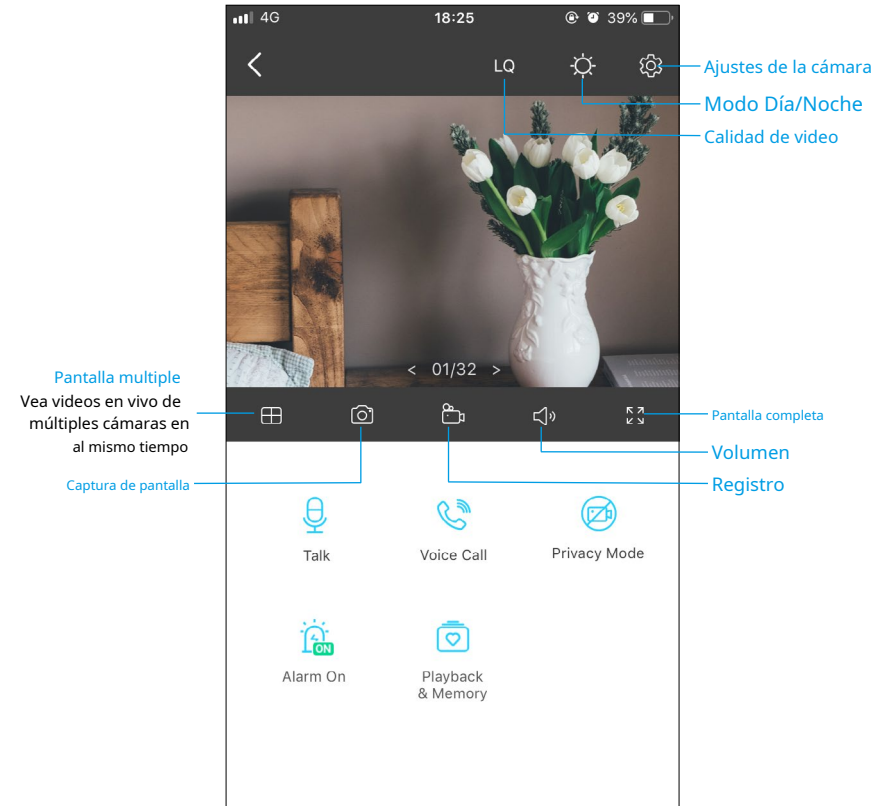 4G
18:25
39%
LQ
Ajustes de la cámara
Modo Día/Noche
Calidad de video
< 01/32 >
Pantalla multiple
Vea videos en vivo de
múltiples cámaras en
al mismo tiempo
Captura de pantalla
Pantalla completa
Volumen
Registro
Talk
Voice Call
Privacy Mode
ON
Alarm On
Playback
& Memory